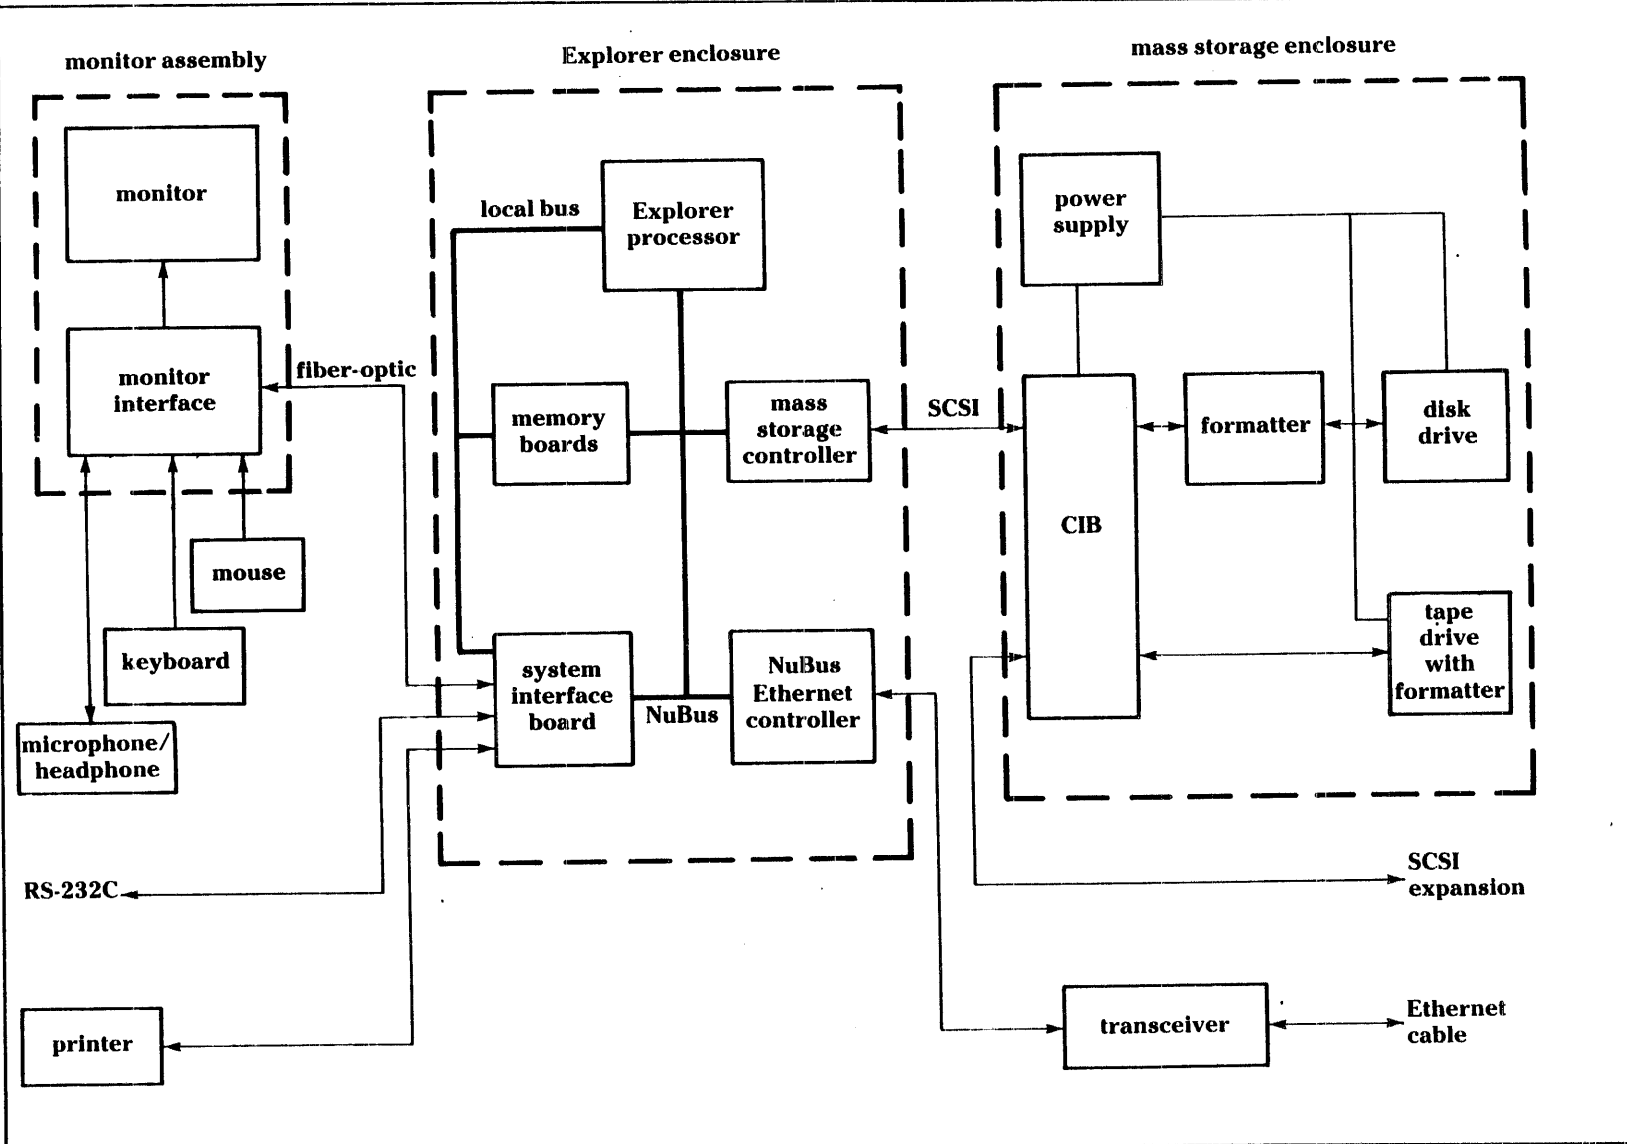 monitor assembly
Explorer enclosure
mass storage enclosure
monitor
local bus
Explorer
processor
power
supply
monitor
interface
fiber-optic
memory
boards
mass
storage
controller
SCSI
CIB
formatter
disk
drive
mouse
keyboard
microphone/
headphone
system
interface
board
NuBus
NuBus
Ethernet
controller
tape
drive
with
formatter
RS-232C
SCSI
expansion
printer
transceiver
Ethernet
cable